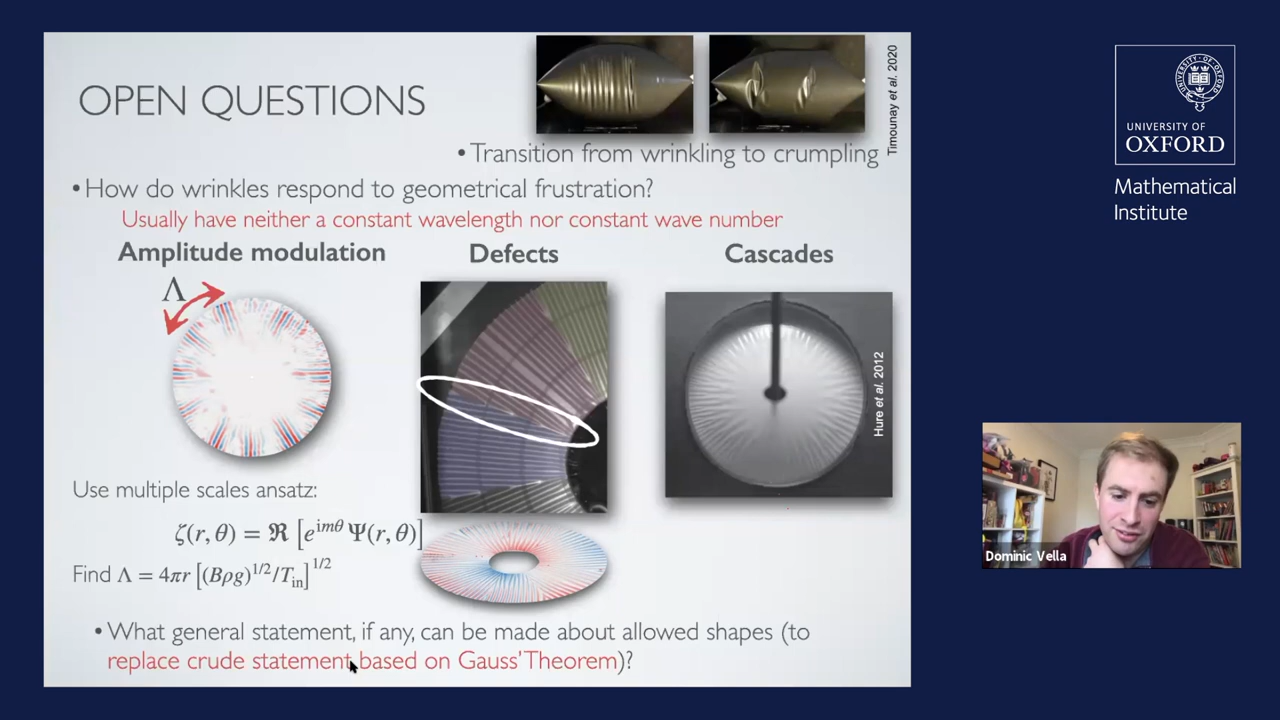 OPEN QUESTIONS
Timounay et al. 2020
•Transition from wrinkling to crumpling
•How do wrinkles respond to geometrical frustration?
Usually have neither a constant wavelength nor constant wave number
Amplitude modulation
Defects
Cascades
Λ
Hure et al. 2012
Use multiple scales ansatz:
ζ(r, θ) = ℜ [e^{imθ} Ψ(r, θ)]
Find Λ = 4πr [(Bρg)^{1/2}/T_{in}]^{1/2}
•What general statement, if any, can be made about allowed shapes (to
replace crude statement based on Gauss' Theorem)?
UNIVERSITY OF
OXFORD
Mathematical
Institute
Dominic Vella